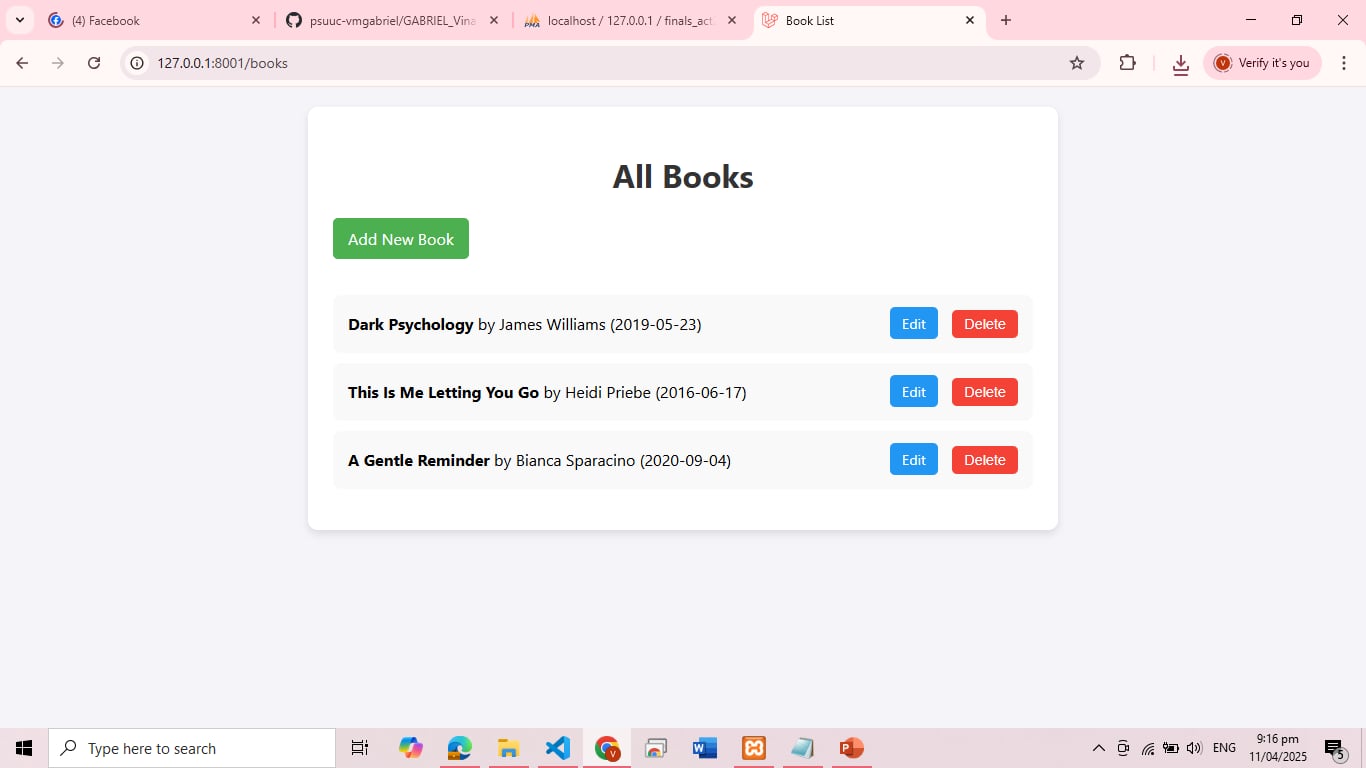 (4) Facebook
psuuc-vmgabriel/GABRIEL_Vina
PMA
localhost / 127.0.0.1 / finals_act
Book List
127.0.0.1:8001/books
V
Verify it's you
All Books
Add New Book
Dark Psychology by James Williams (2019-05-23)
Edit
Delete
This Is Me Letting You Go by Heidi Priebe (2016-06-17)
Edit
Delete
A Gentle Reminder by Bianca Sparacino (2020-09-04)
Edit
Delete
Type here to search
ENG
9:16 pm
11/04/2025
5